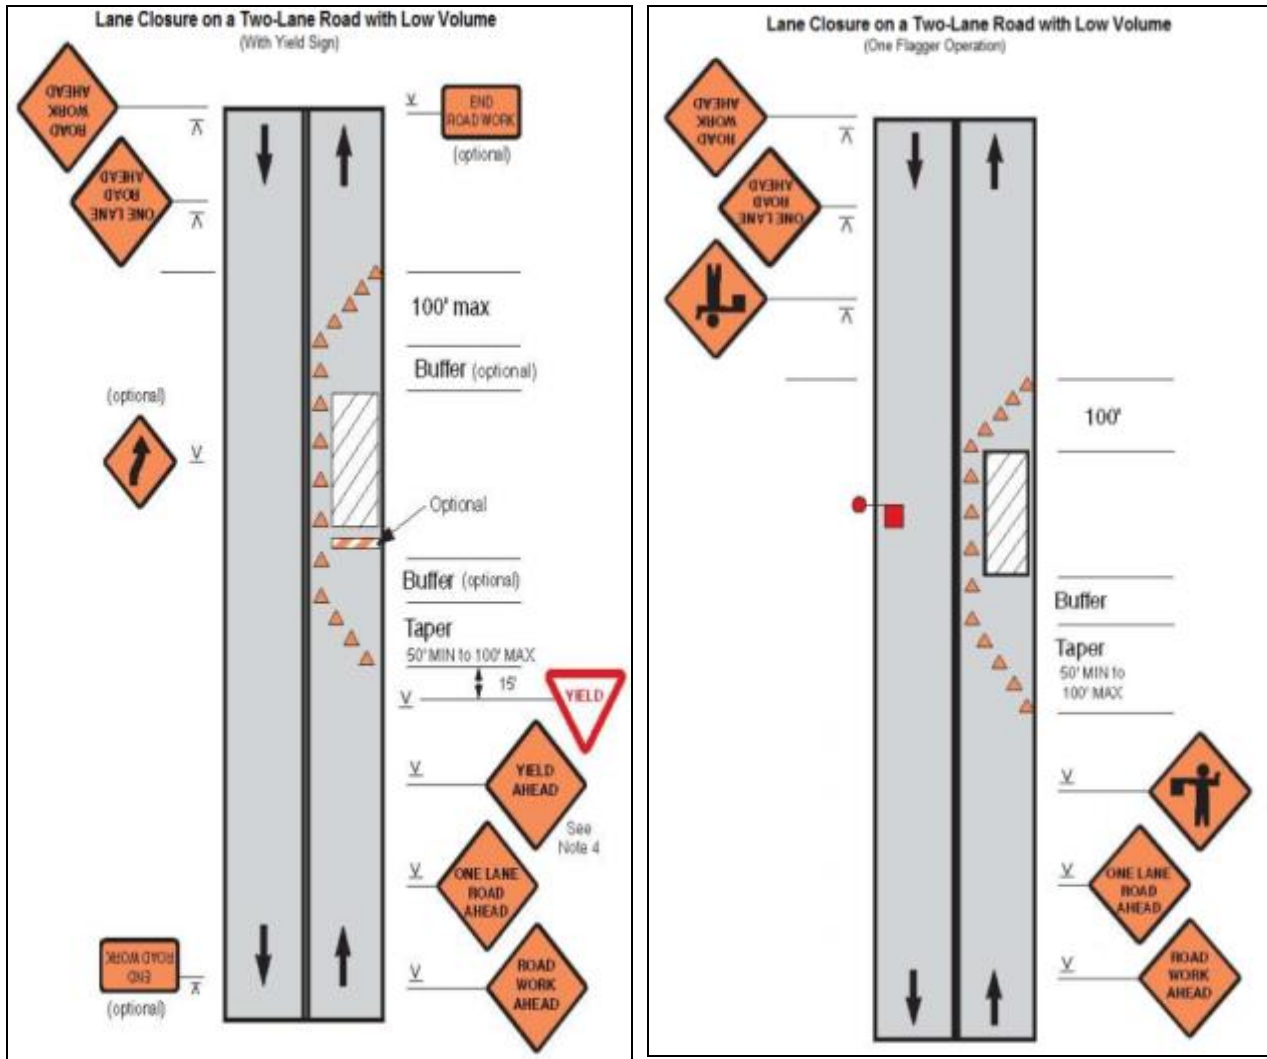 Lane Closure on a Two-Lane Road with Low Volume
(With Yield Sign)
ROAD
WORK
AHEAD
ONE LANE
ROAD
AHEAD
END
ROAD WORK
(optional)
100' max
Buffer (optional)
(optional)
Optional
Buffer (optional)
Taper
50' MIN to 100' MAX
15'
YIELD
YIELD
AHEAD
See
Note 4
ONE LANE
ROAD
AHEAD
ROAD
WORK
AHEAD
END
ROAD WORK
(optional)
Lane Closure on a Two-Lane Road with Low Volume
(One Flagger Operation)
ROAD
WORK
AHEAD
ONE LANE
ROAD
AHEAD
100'
Buffer
Taper
50' MIN to
100' MAX
ONE LANE
ROAD
AHEAD
ROAD
WORK
AHEAD